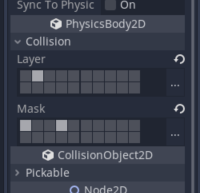 Sync To Physic On
PhysicsBody2D
Collision
Layer
...
Mask
...
CollisionObject2D
Pickable
Node2D